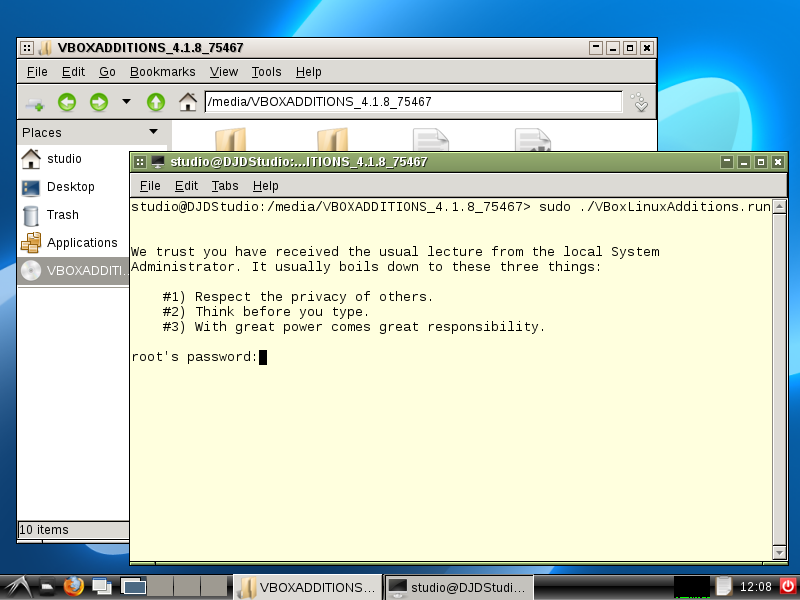 VBOXADDITIONS_4.1.8_75467
File Edit Go Bookmarks View Tools Help
/media/VBOXADDITIONS_4.1.8_75467
Places
studio
Desktop
Trash
Applications
VBOXADDITI...
10 items
studio@DJDStudio:...ITIONS_4.1.8_75467
File Edit Tabs Help
studio@DJDStudio:/media/VBOXADDITIONS_4.1.8_75467> sudo ./VBoxLinuxAdditions.run
We trust you have received the usual lecture from the local System
Administrator. It usually boils down to these three things:
#1) Respect the privacy of others.
#2) Think before you type.
#3) With great power comes great responsibility.
root's password:
VBOXADDITIONS...
studio@DJDStudi...
12:08